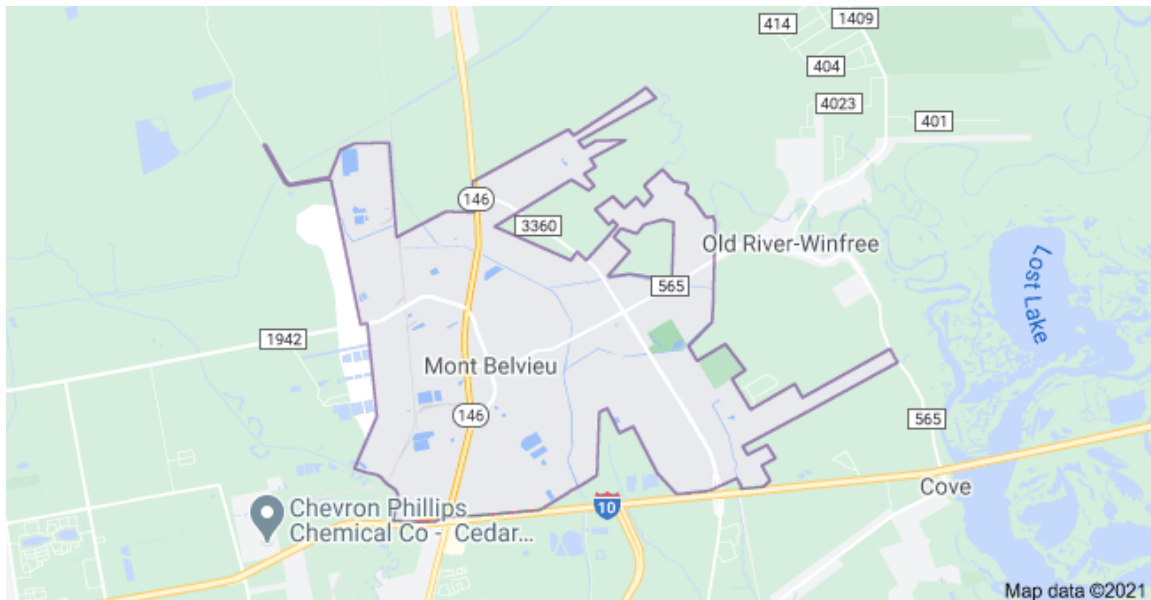 414
1409
404
4023
401
146
3360
Old River-Winfree
565
Lost Lake
1942
Mont Belvieu
146
565
Cove
10
Chevron Phillips
Chemical Co - Cedar...
Map data ©2021